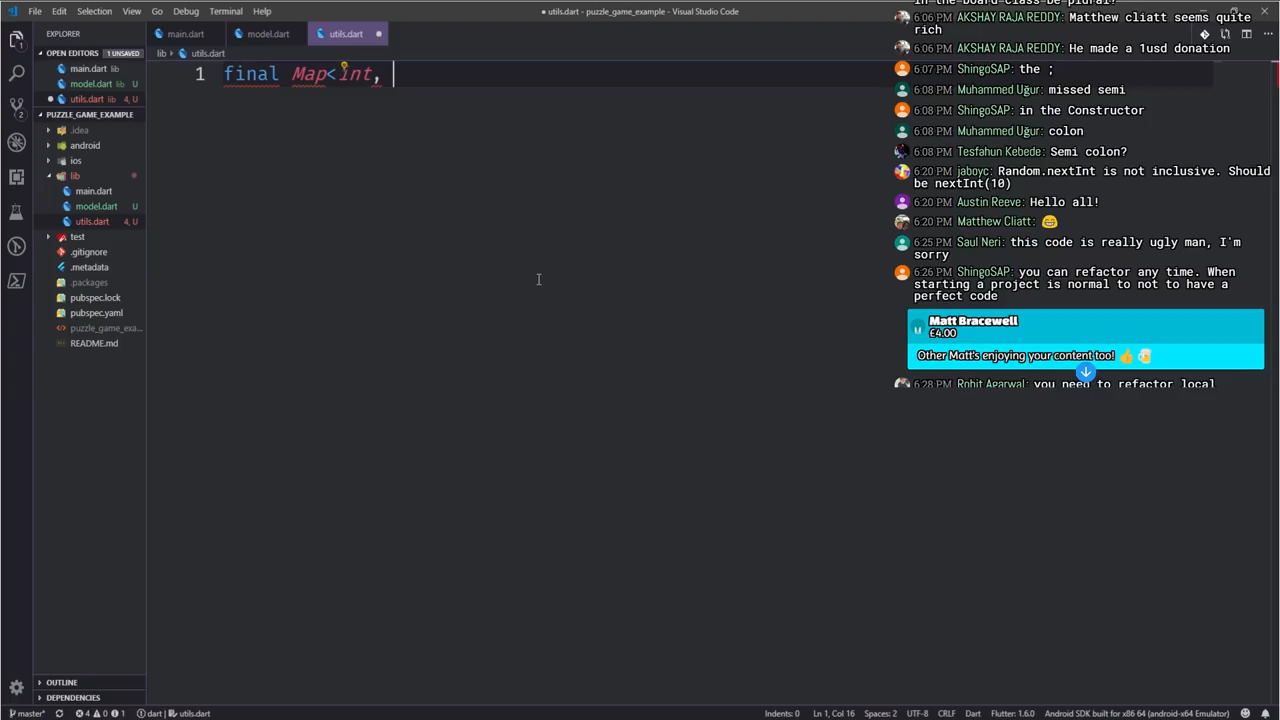 File Edit Selection View Go Debug Terminal Help
● utils.dart - puzzle_game_example - Visual Studio Code
EXPLORER
OPEN EDITORS 1 UNSAVED
main.dart lib
model.dart lib U
utils.dart lib 4, U
PUZZLE_GAME_EXAMPLE
.idea
android
ios
lib
main.dart
model.dart U
utils.dart 4, U
test
.gitignore
.metadata
.packages
pubspec.lock
pubspec.yaml
puzzle_game_exa...
README.md
OUTLINE
DEPENDENCIES
main.dart model.dart utils.dart ●
lib utils.dart
1 final Map<int,
in the board class be plural?
6:06 PM AKSHAY RAJA REDDY: Matthew cliatt seems quite
rich
6:06 PM AKSHAY RAJA REDDY: He made a 1usd donation
6:07 PM ShingoSAP: the ;
6:08 PM Muhammed Uğur: missed semi
6:08 PM ShingoSAP: in the Constructor
6:08 PM Muhammed Uğur: colon
6:08 PM Tesfahun Kebede: Semi colon?
6:20 PM jaboyc: Random.nextInt is not inclusive. Should
be nextInt(10)
6:20 PM Austin Reeve: Hello all!
6:20 PM Matthew Cliatt: 😂
6:25 PM Saul Neri: this code is really ugly man, I'm
sorry
6:26 PM ShingoSAP: you can refactor any time. When
starting a project is normal to not to have a
perfect code
Matt Bracewell
£4.00
Other Matt's enjoying your content too! 👍 🍺
6:28 PM Rohit Agarwal: you need to refactor local
master* 4 0 1 dart | utils.dart
Indents: 0 Ln 1, Col 16 Spaces: 2 UTF-8 CRLF Dart Flutter: 1.6.0 Android SDK built for x86 64 (android-x64 Emulator)